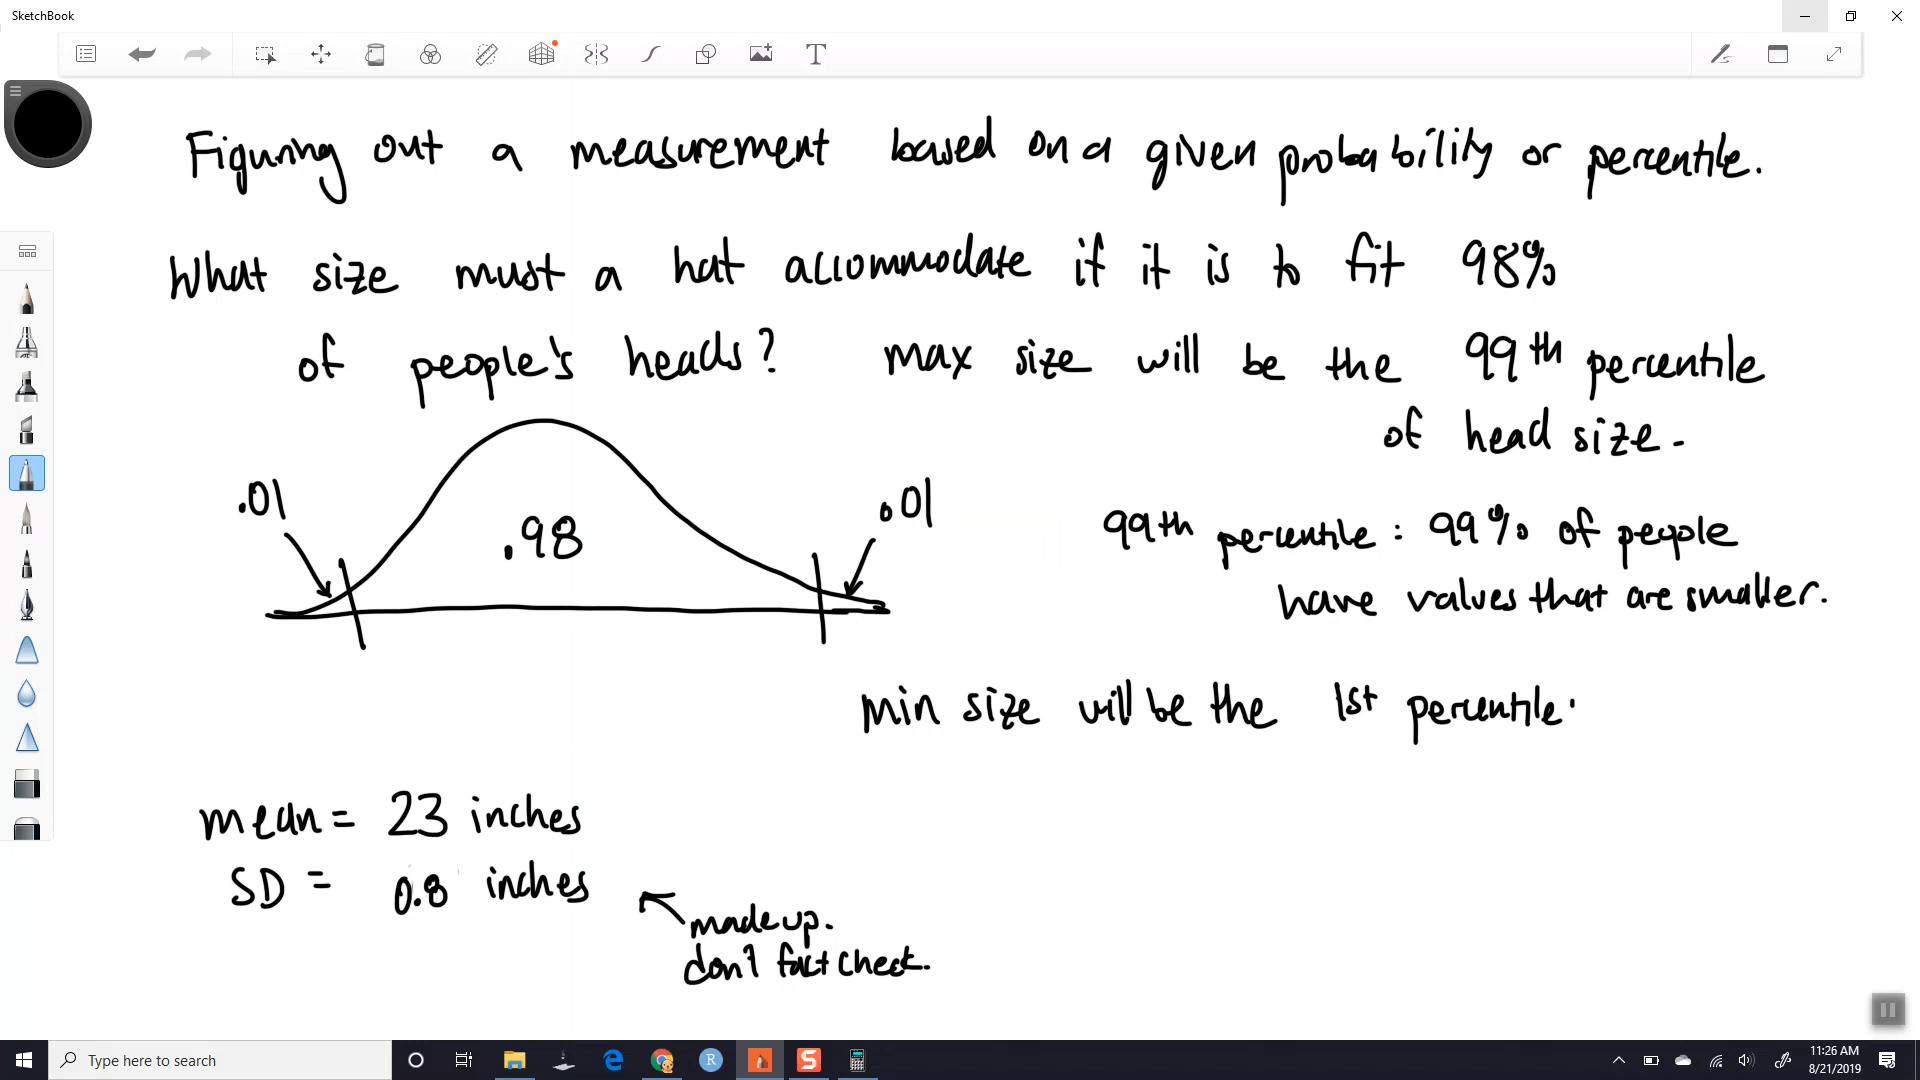 SketchBook
Figuring out a measurement based on a given probability or percentile.
What size must a hat accommodate if it is to fit 98%
of people's heads? max size will be the 99th percentile
of head size.
.01 .98 .01
99th percentile: 99% of people
have values that are smaller.
min size will be the 1st percentile.
mean = 23 inches
SD = 0.8 inches
made up.
don't fact check.
Type here to search
11:26 AM
8/21/2019